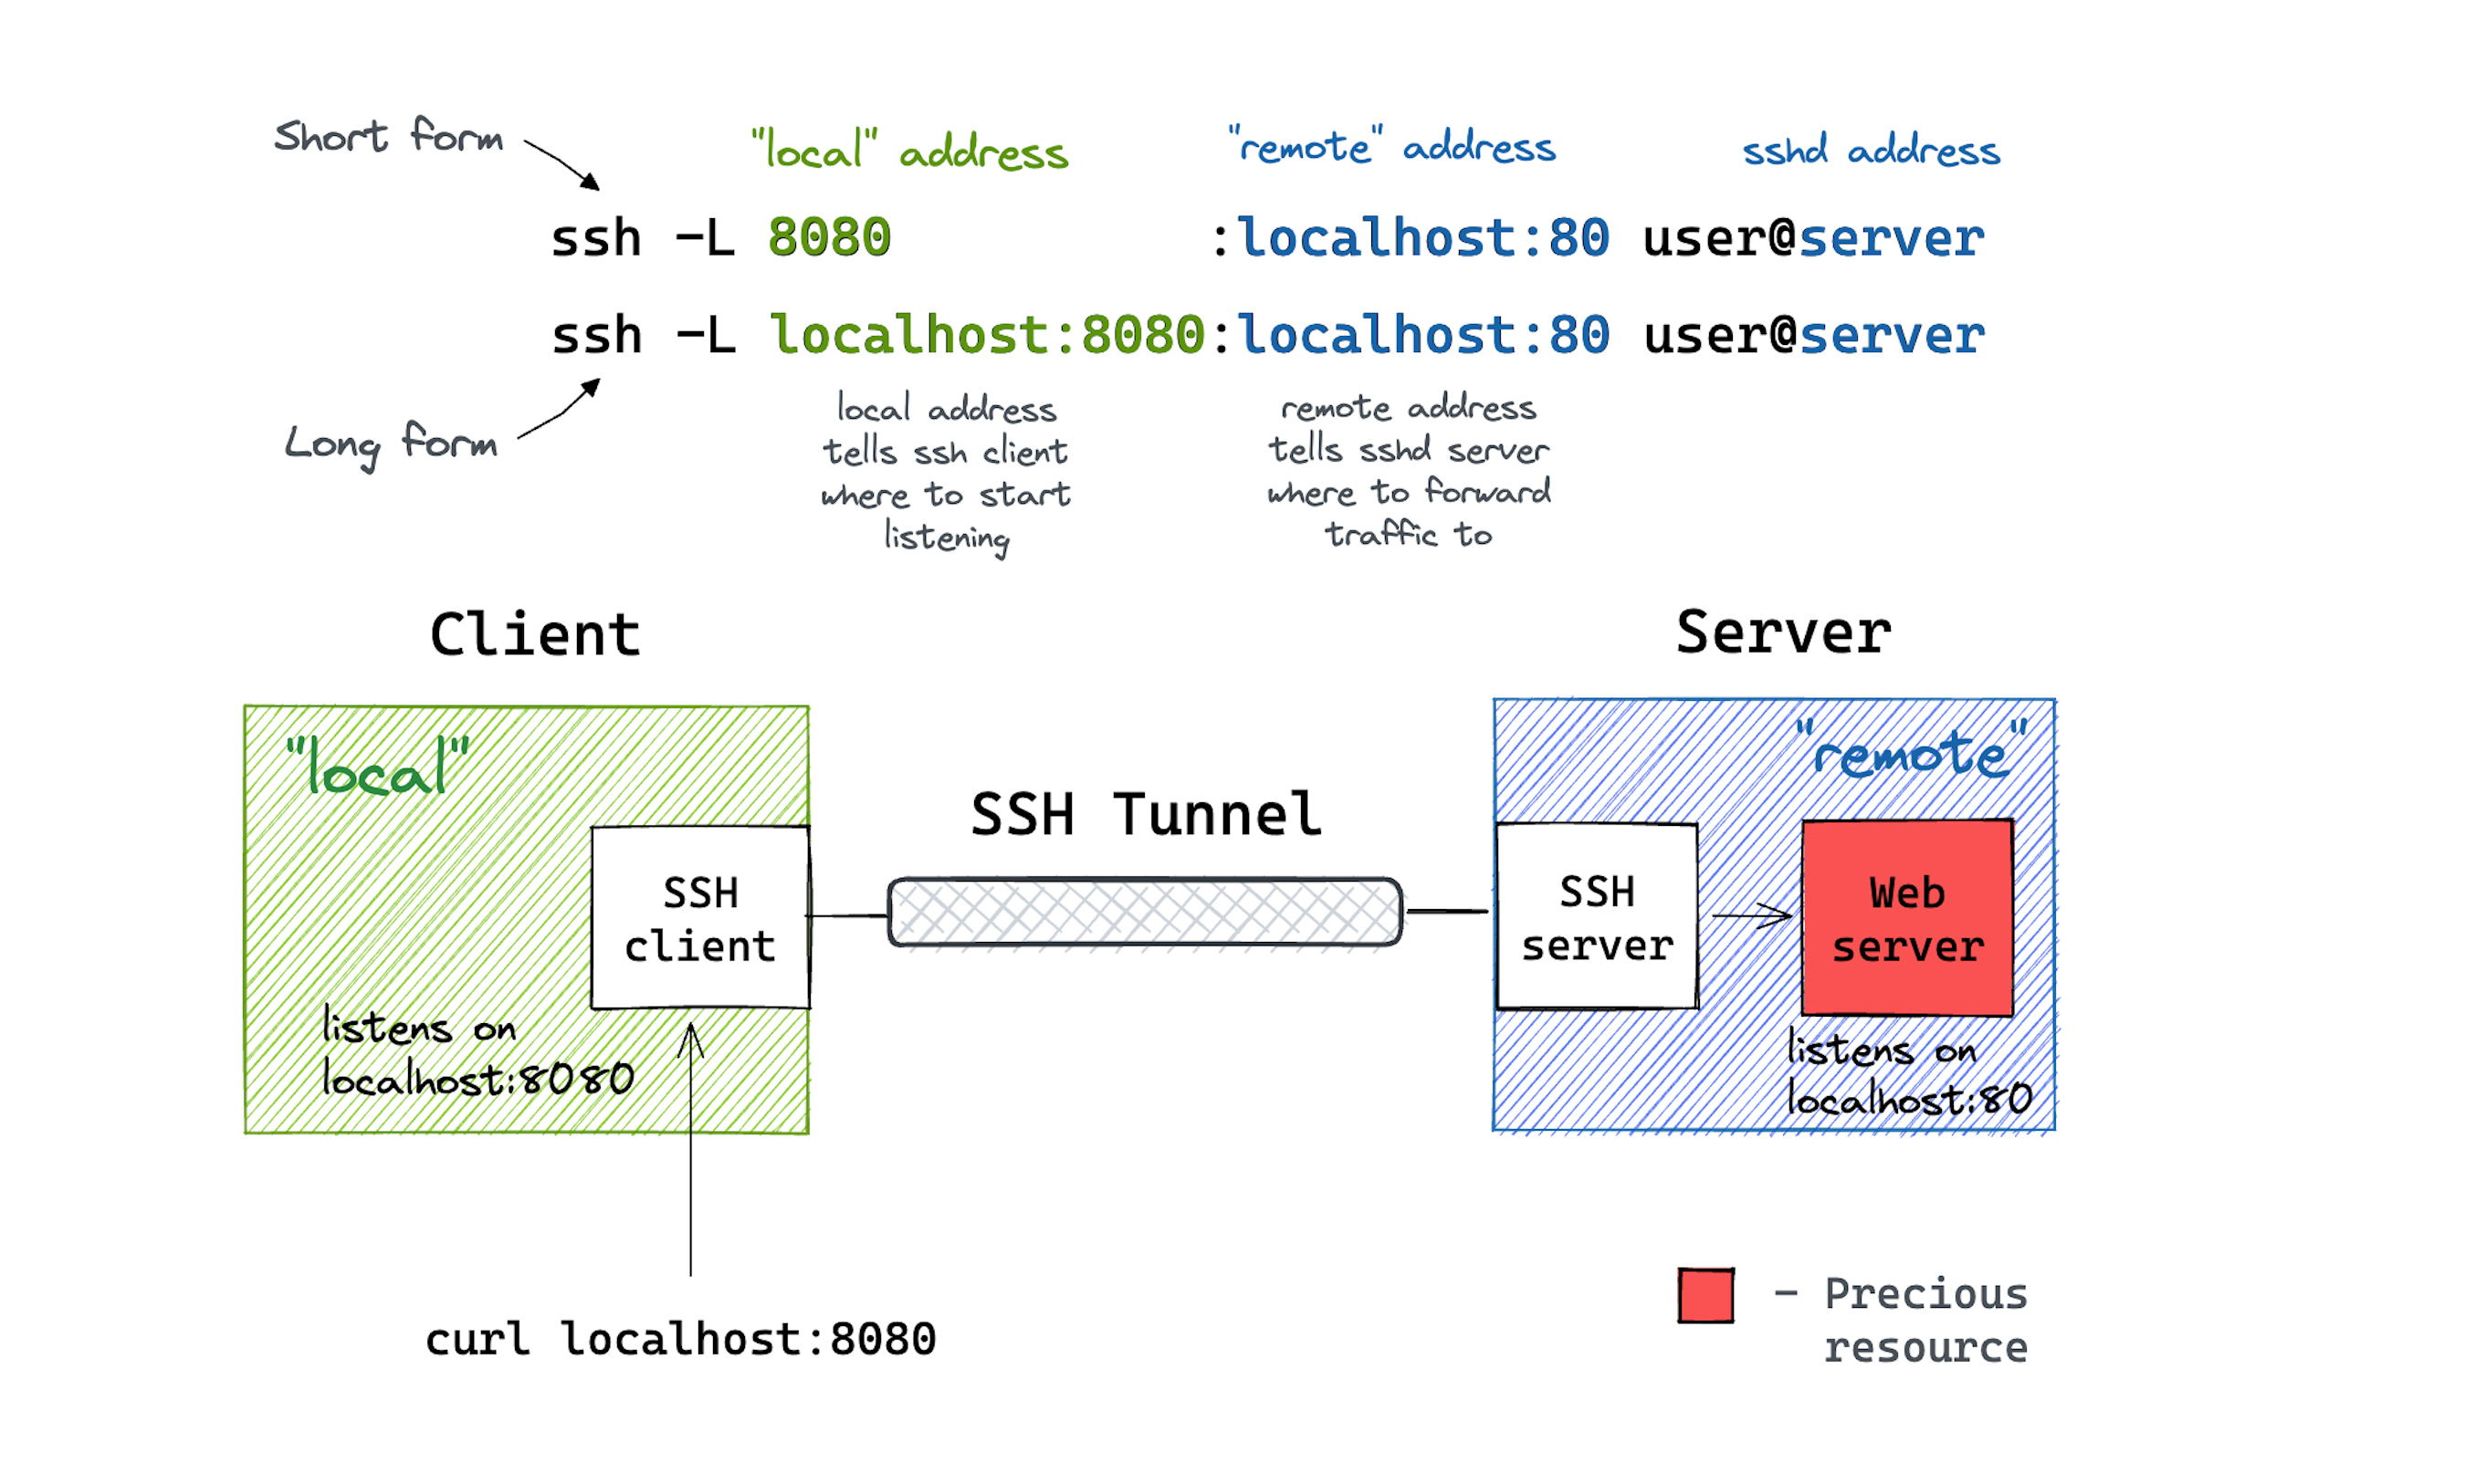 Short form
"local" address
"remote" address
sshd address
ssh -L 8080 :localhost:80 user@server
ssh -L localhost:8080:localhost:80 user@server
Long form
local address
tells ssh client
where to start
listening
remote address
tells sshd server
where to forward
traffic to
Client
Server
"local"
"remote"
SSH Tunnel
SSH
client
SSH
server
Web
server
listens on
localhost:8080
listens on
localhost:80
curl localhost:8080
- Precious
resource